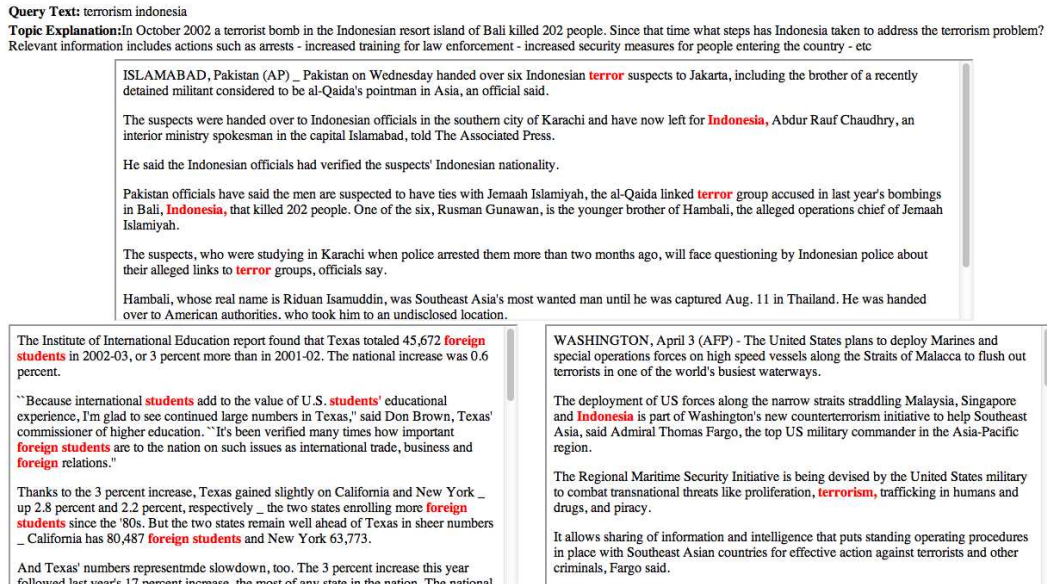 Query Text: terrorism indonesia
Topic Explanation:In October 2002 a terrorist bomb in the Indonesian resort island of Bali killed 202 people. Since that time what steps has Indonesia taken to address the terrorism problem?
Relevant information includes actions such as arrests - increased training for law enforcement - increased security measures for people entering the country - etc
ISLAMABAD, Pakistan (AP) _ Pakistan on Wednesday handed over six Indonesian terror suspects to Jakarta, including the brother of a recently
detained militant considered to be al-Qaida's pointman in Asia, an official said.
The suspects were handed over to Indonesian officials in the southern city of Karachi and have now left for Indonesia, Abdur Rauf Chaudhry, an
interior ministry spokesman in the capital Islamabad, told The Associated Press.
He said the Indonesian officials had verified the suspects' Indonesian nationality.
Pakistan officials have said the men are suspected to have ties with Jemaah Islamiyah, the al-Qaida linked terror group accused in last year's bombings
in Bali, Indonesia, that killed 202 people. One of the six, Rusman Gunawan, is the younger brother of Hambali, the alleged operations chief of Jemaah
Islamiyah.
The suspects, who were studying in Karachi when police arrested them more than two months ago, will face questioning by Indonesian police about
their alleged links to terror groups, officials say.
Hambali, whose real name is Riduan Isamuddin, was Southeast Asia's most wanted man until he was captured Aug. 11 in Thailand. He was handed
over to American authorities, who took him to an undisclosed location.
The Institute of International Education report found that Texas totaled 45,672 foreign
students in 2002-03, or 3 percent more than in 2001-02. The national increase was 0.6
percent.
``Because international students add to the value of U.S. students' educational
experience, I'm glad to see continued large numbers in Texas,'' said Don Brown, Texas'
commissioner of higher education. ``It's been verified many times how important
foreign students are to the nation on such issues as international trade, business and
foreign relations.''
Thanks to the 3 percent increase, Texas gained slightly on California and New York _
up 2.8 percent and 2.2 percent, respectively _ the two states enrolling more foreign
students since the '80s. But the two states remain well ahead of Texas in sheer numbers
_ California has 80,487 foreign students and New York 63,773.
And Texas' numbers representmde slowdown, too. The 3 percent increase this year
followed last year's 17 percent increase, the most of any state in the nation. The national
WASHINGTON, April 3 (AFP) - The United States plans to deploy Marines and
special operations forces on high speed vessels along the Straits of Malacca to flush out
terrorists in one of the world's busiest waterways.
The deployment of US forces along the narrow straits straddling Malaysia, Singapore
and Indonesia is part of Washington's new counterterrorism initiative to help Southeast
Asia, said Admiral Thomas Fargo, the top US military commander in the Asia-Pacific
region.
The Regional Maritime Security Initiative is being devised by the United States military
to combat transnational threats like proliferation, terrorism, trafficking in humans and
drugs, and piracy.
It allows sharing of information and intelligence that puts standing operating procedures
in place with Southeast Asian countries for effective action against terrorists and other
criminals, Fargo said.